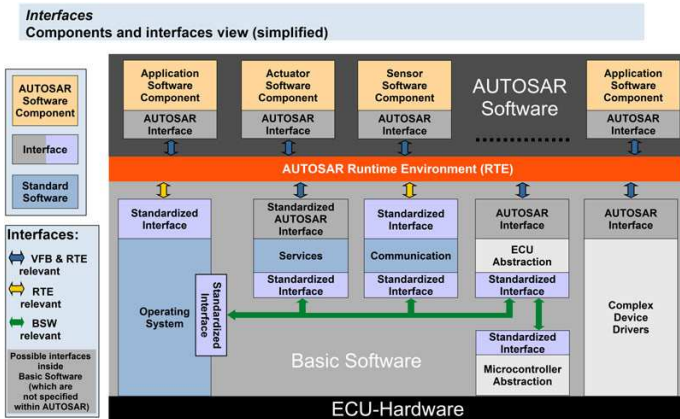 Interfaces
Components and interfaces view (simplified)
AUTOSAR
Software
Component
Interface
Standard
Software
Interfaces:
VFB & RTE
relevant
RTE
relevant
BSW
relevant
Possible interfaces
inside
Basic Software
(which are
not specified
within AUTOSAR)
Application
Software
Component
AUTOSAR
Interface
Actuator
Software
Component
AUTOSAR
Interface
Sensor
Software
Component
AUTOSAR
Interface
AUTOSAR
Software
Application
Software
Component
AUTOSAR
Interface
AUTOSAR Runtime Environment (RTE)
Standardized
Interface
Operating
System
Standardized
Interface
Standardized
AUTOSAR
Interface
Services
Standardized
Interface
Standardized
Interface
Communication
Standardized
Interface
AUTOSAR
Interface
ECU
Abstraction
Standardized
Interface
Standardized
Interface
Microcontroller
Abstraction
AUTOSAR
Interface
Complex
Device
Drivers
Basic Software
ECU-Hardware